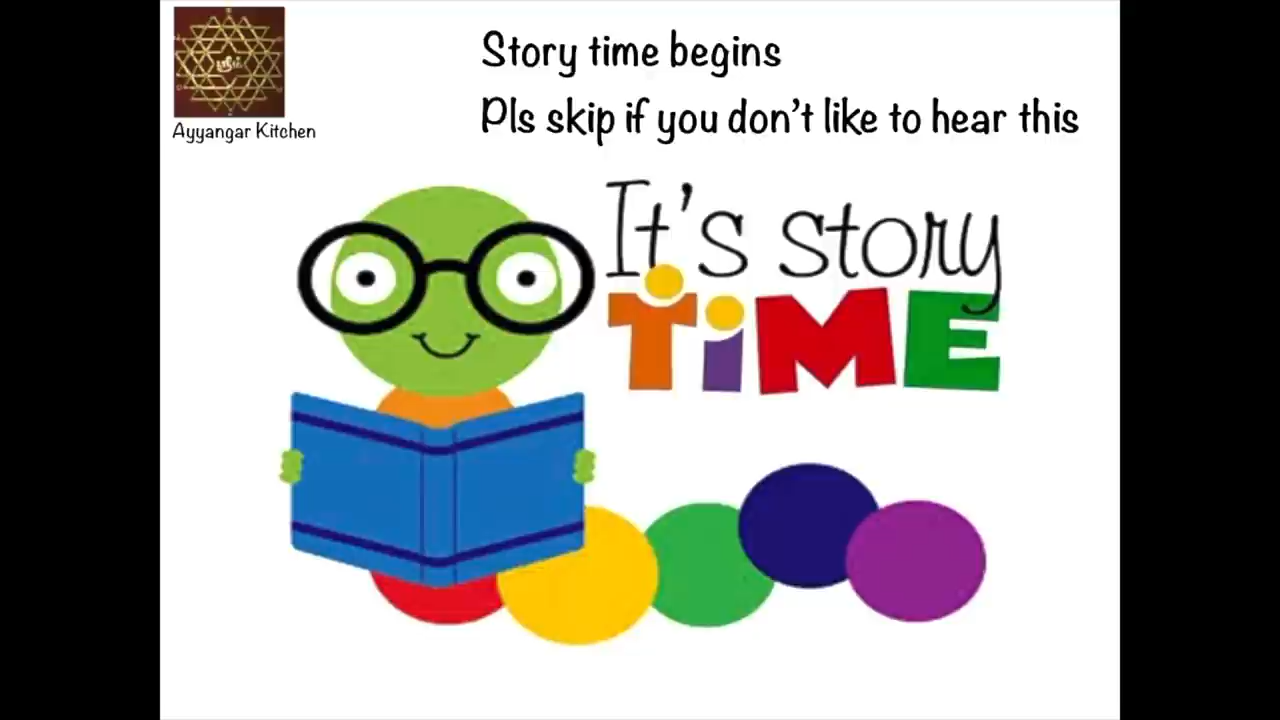 Story time begins
Pls skip if you don't like to hear this
Ayyangar Kitchen
It's story
TiME